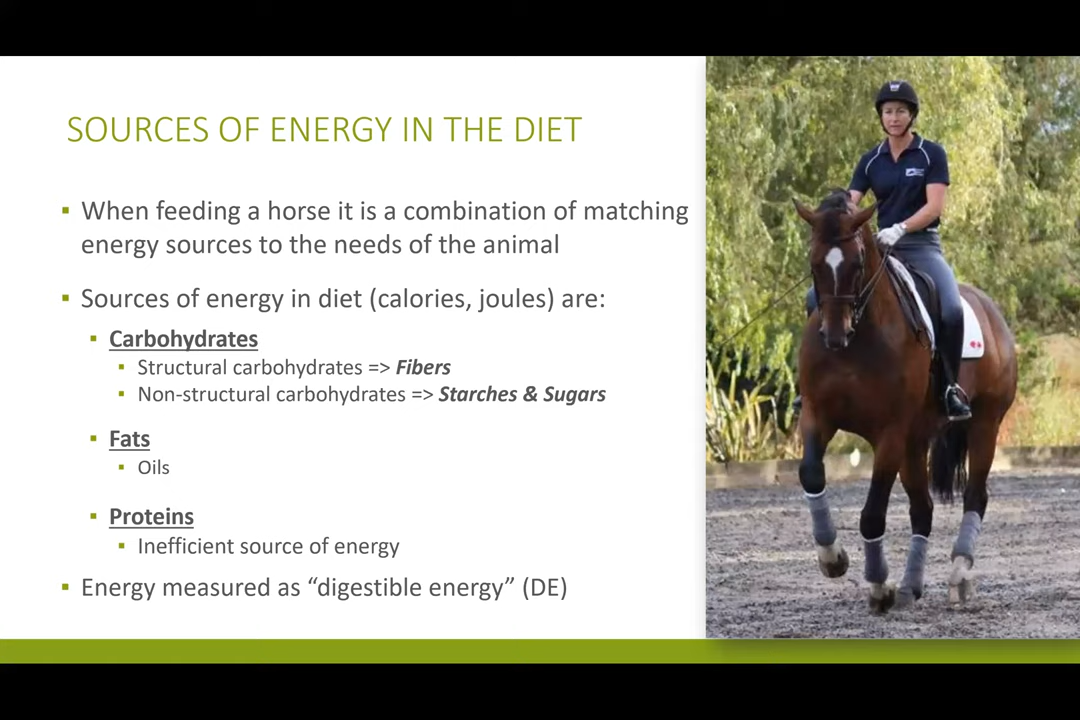 SOURCES OF ENERGY IN THE DIET
▪ When feeding a horse it is a combination of matching
energy sources to the needs of the animal
▪ Sources of energy in diet (calories, joules) are:
▪ Carbohydrates
▪ Structural carbohydrates => Fibers
▪ Non-structural carbohydrates => Starches & Sugars
▪ Fats
▪ Oils
▪ Proteins
▪ Inefficient source of energy
▪ Energy measured as “digestible energy” (DE)